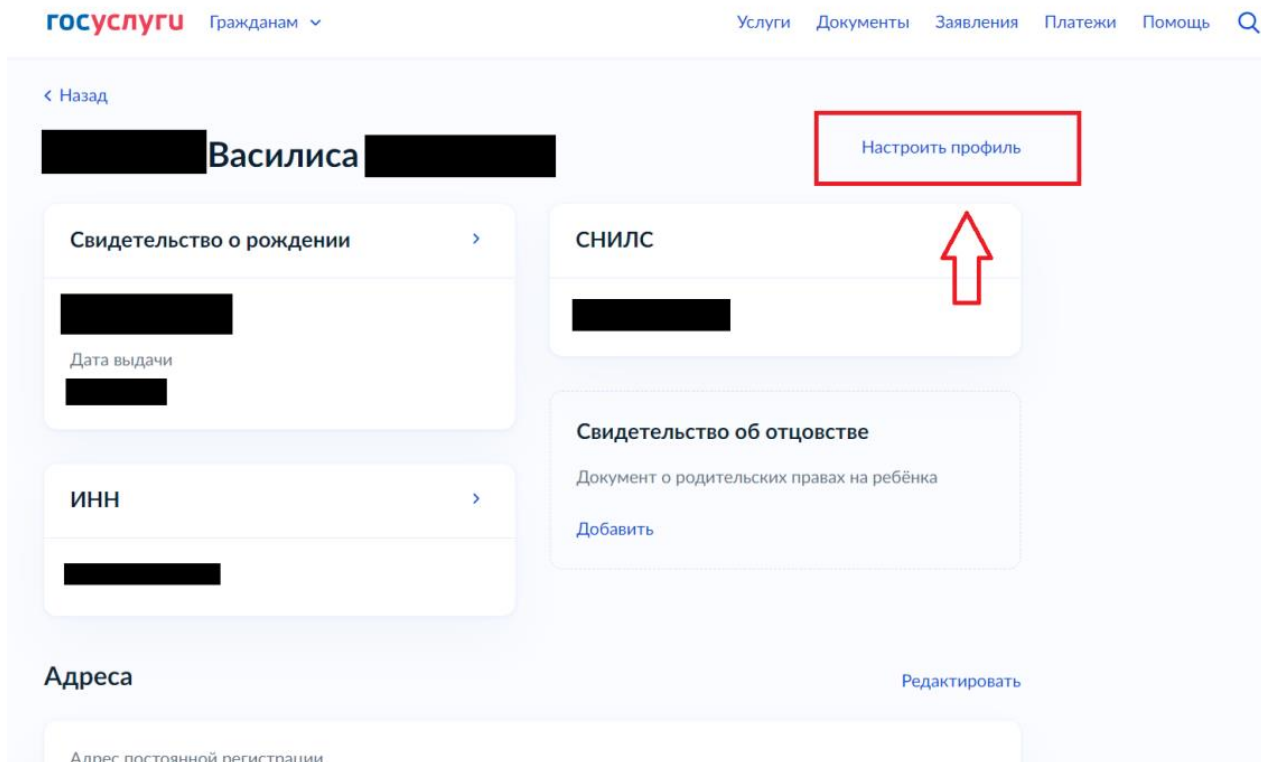 госуслуги Гражданам Услуги Документы Заявления Платежи Помощь
Назад
Василиса
Настроить профиль
Свидетельство о рождении
Дата выдачи
СНИЛС
Свидетельство об отцовстве
Документ о родительских правах на ребёнка
Добавить
ИНН
Адреса
Редактировать
Адрес постоянной регистрации